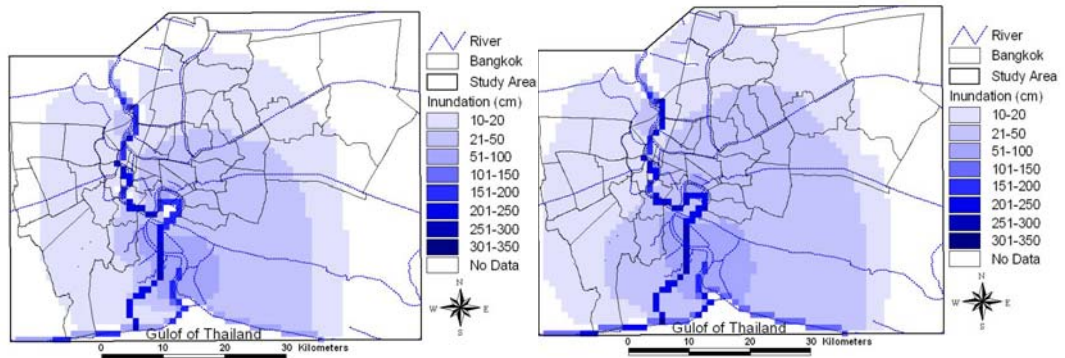 River
Bangkok
Study Area
Inundation (cm)
10-20
21-50
51-100
101-150
151-200
201-250
251-300
301-350
No Data
N
W E
S
Gulof of Thailand
0 10 20 30 Kilometers
River
Bangkok
Study Area
Inundation (cm)
10-20
21-50
51-100
101-150
151-200
201-250
251-300
301-350
No Data
N
W E
S
Gulof of Thailand
0 10 20 30 Kilometers